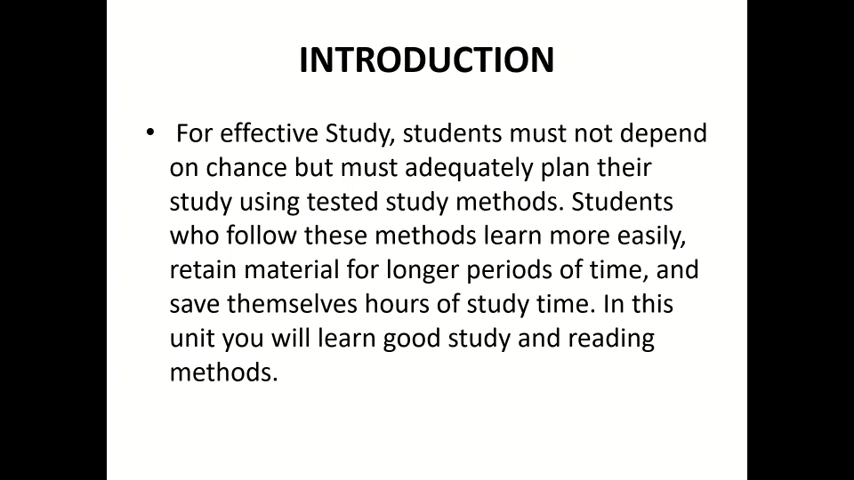 INTRODUCTION
• For effective Study, students must not depend
on chance but must adequately plan their
study using tested study methods. Students
who follow these methods learn more easily,
retain material for longer periods of time, and
save themselves hours of study time. In this
unit you will learn good study and reading
methods.